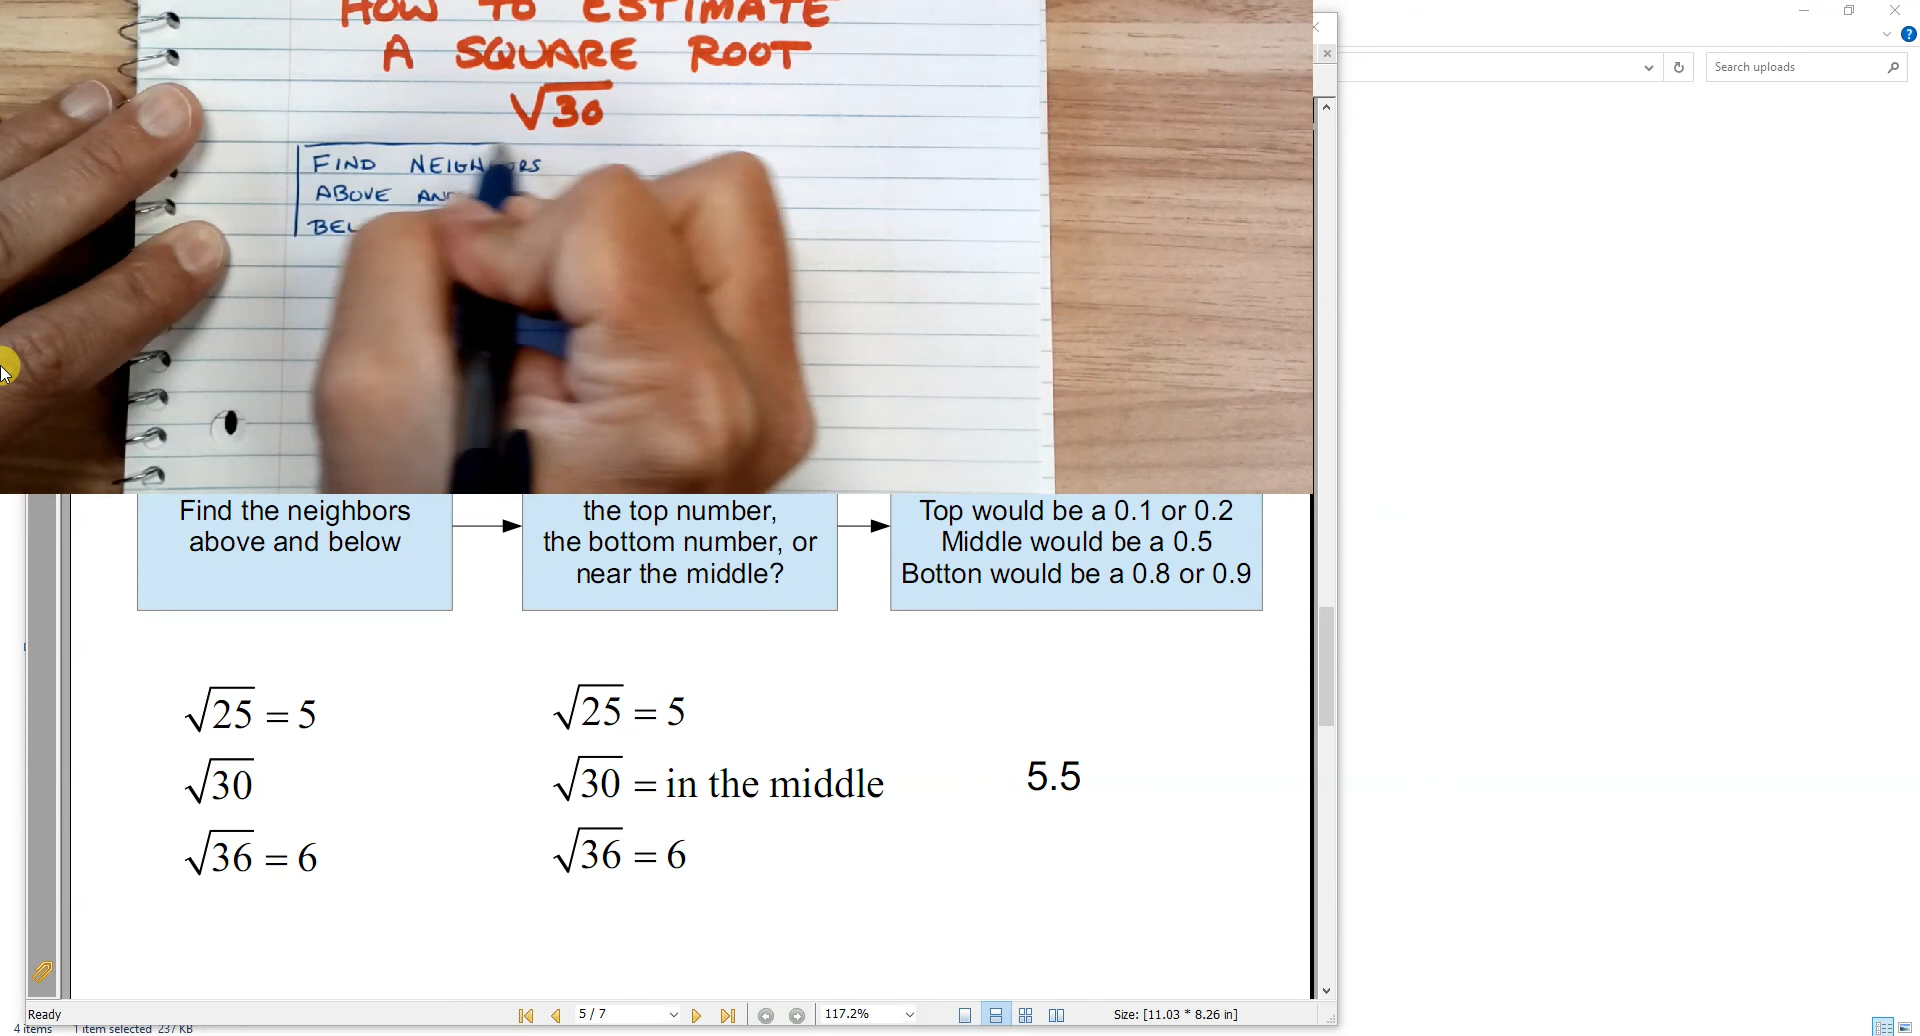 HOW TO ESTIMATE
A SQUARE ROOT
√30
FIND
ABOVE
Search uploads
Find the neighbors
above and below
the top number,
the bottom number, or
near the middle?
Top would be a 0.1 or 0.2
Middle would be a 0.5
Botton would be a 0.8 or 0.9
√25 = 5
√30
√36 = 6
√25 = 5
√30 = in the middle
√36 = 6
5.5
Ready
5 / 7
117.2%
Size: [11.03 * 8.26 in]
4 items 1 item selected 237 KB